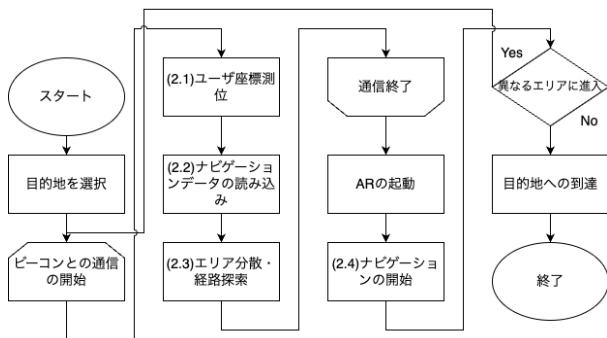 スタート
目的地を選択
ビーコンとの通信
の開始
(2.1)ユーザ座標測
位
(2.2)ナビゲーショ
ンデータの読み込
み
(2.3)エリア分散・
経路探索
通信終了
ARの起動
(2.4)ナビゲーショ
ンの開始
Yes
異なるエリアに進入
No
目的地への到達
終了